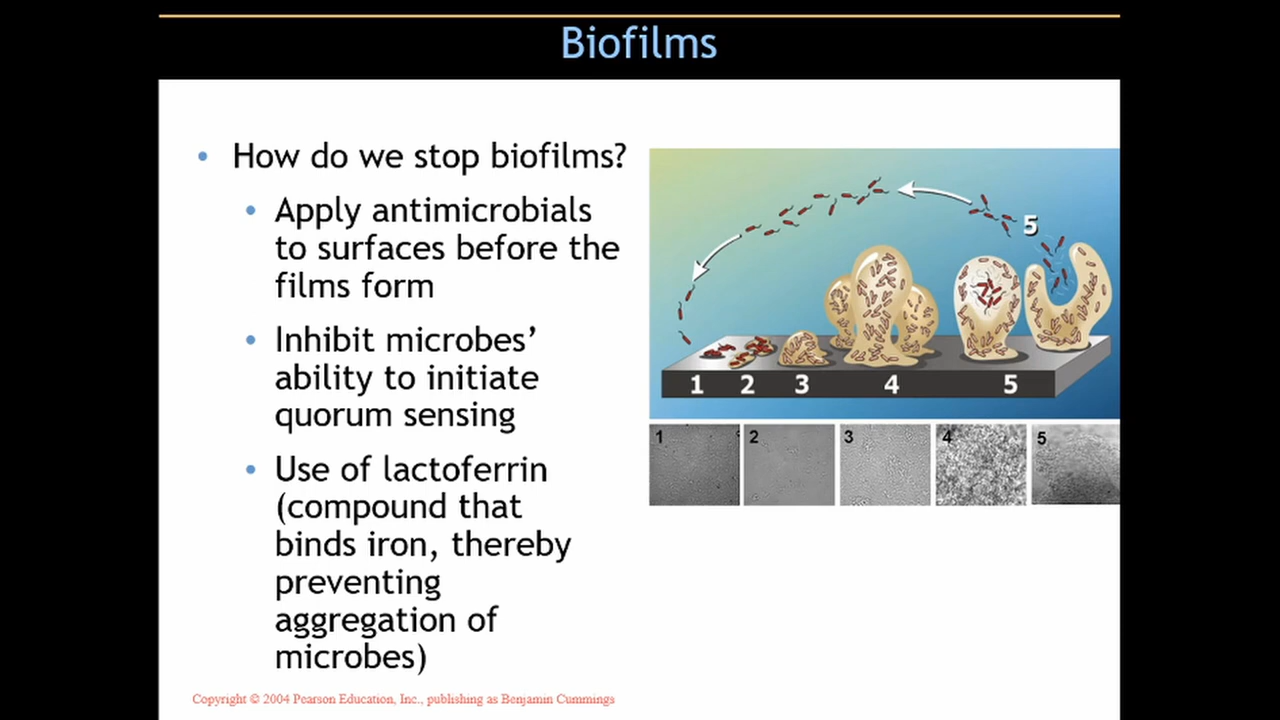 Biofilms
• How do we stop biofilms?
• Apply antimicrobials
to surfaces before the
films form
• Inhibit microbes’
ability to initiate
quorum sensing
• Use of lactoferrin
(compound that
binds iron, thereby
preventing
aggregation of
microbes)
5
1 2 3 4 5
1 2 3 4 5
Copyright © 2004 Pearson Education, Inc., publishing as Benjamin Cummings